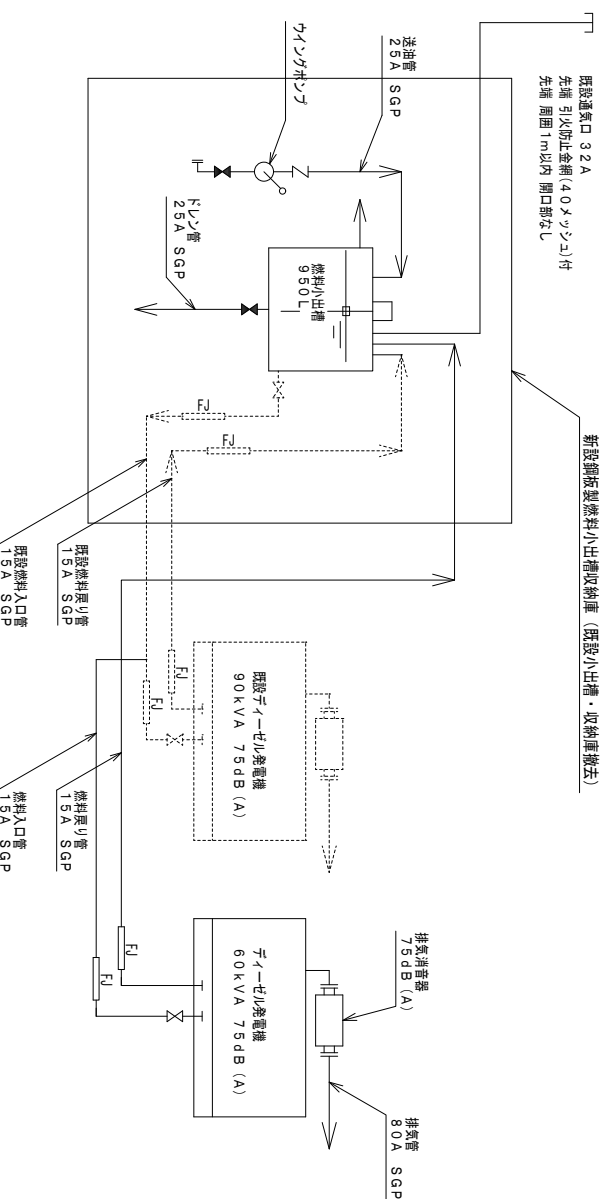 既設通気口 32A
先端 引火防止金網(40メッシュ)付
先端 周囲1m以内 開口部なし
新設鋼板製燃料小出槽収納庫 (既設小出槽・収納庫撤去)
送油管
25A SGP
ウイングポンプ
燃料小出槽
950L
ドレン管
25A SGP
FJ
FJ
既設燃料戻り管
15A SGP
既設燃料入口管
15A SGP
既設ディーゼル発電機
90kVA 75dB(A)
FJ
FJ
燃料戻り管
15A SGP
燃料入口管
15A SGP
排気消音器
75dB(A)
排気管
80A SGP
ディーゼル発電機
60kVA 75dB(A)
FJ
FJ